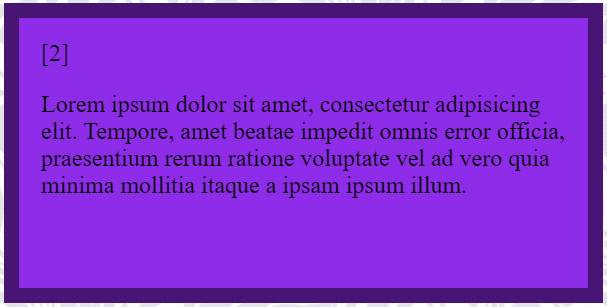 [2]
Lorem ipsum dolor sit amet, consectetur adipisicing
elit. Tempore, amet beatae impedit omnis error officia,
praesentium rerum ratione voluptate vel ad vero quia
minima mollitia itaque a ipsam ipsum illum.